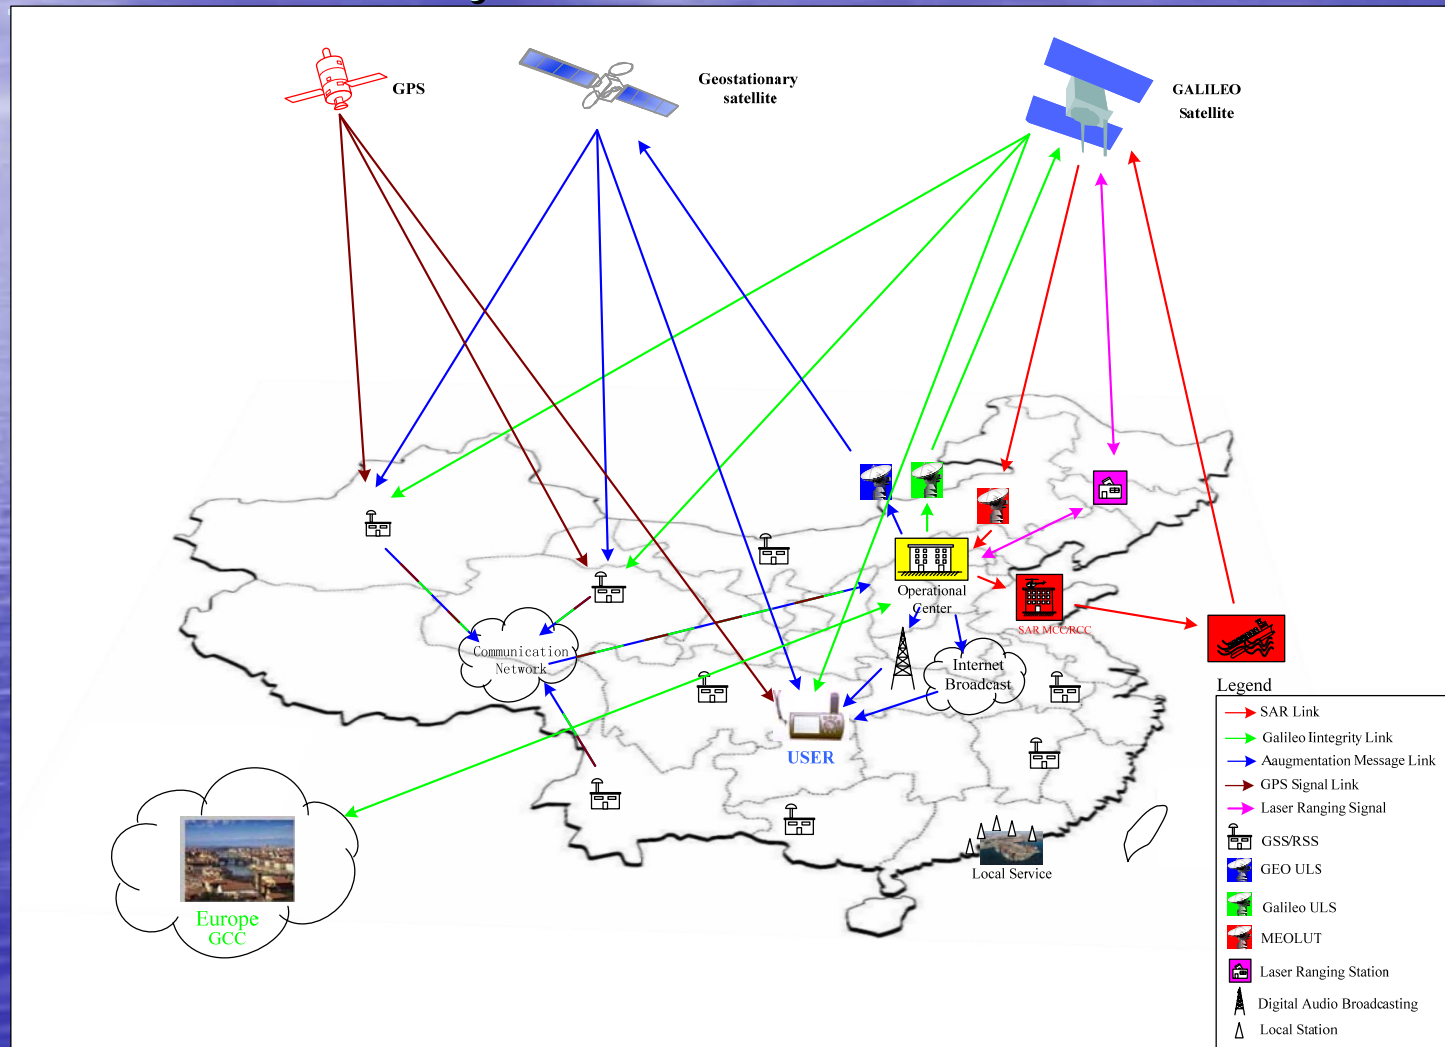 GPS
Geostationary
satellite
GALILEO
Satellite
Operational
Center
SAR MCC/RCC
Communication
Network
Internet
Broadcast
USER
Local Service
Europe
GCC
Legend
SAR Link
Galileo Iintegrity Link
Aaugmentation Message Link
GPS Signal Link
Laser Ranging Signal
GSS/RSS
GEO ULS
Galileo ULS
MEOLUT
Laser Ranging Station
Digital Audio Broadcasting
Local Station